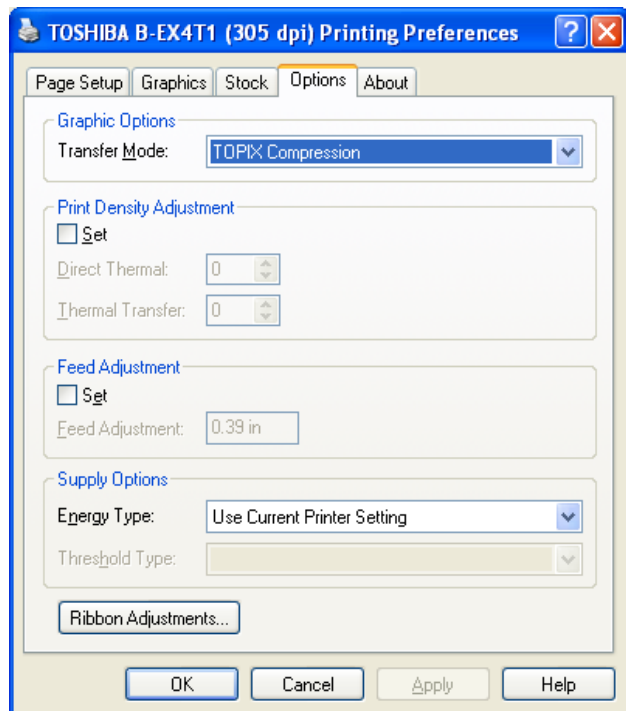 TOSHIBA B-EX4T1 (305 dpi) Printing Preferences
Page Setup Graphics Stock Options About
Graphic Options
Transfer Mode: TOPIX Compression
Print Density Adjustment
Set
Direct Thermal: 0
Thermal Transfer: 0
Feed Adjustment
Set
Feed Adjustment: 0.39 in
Supply Options
Energy Type: Use Current Printer Setting
Threshold Type:
Ribbon Adjustments...
OK Cancel Apply Help